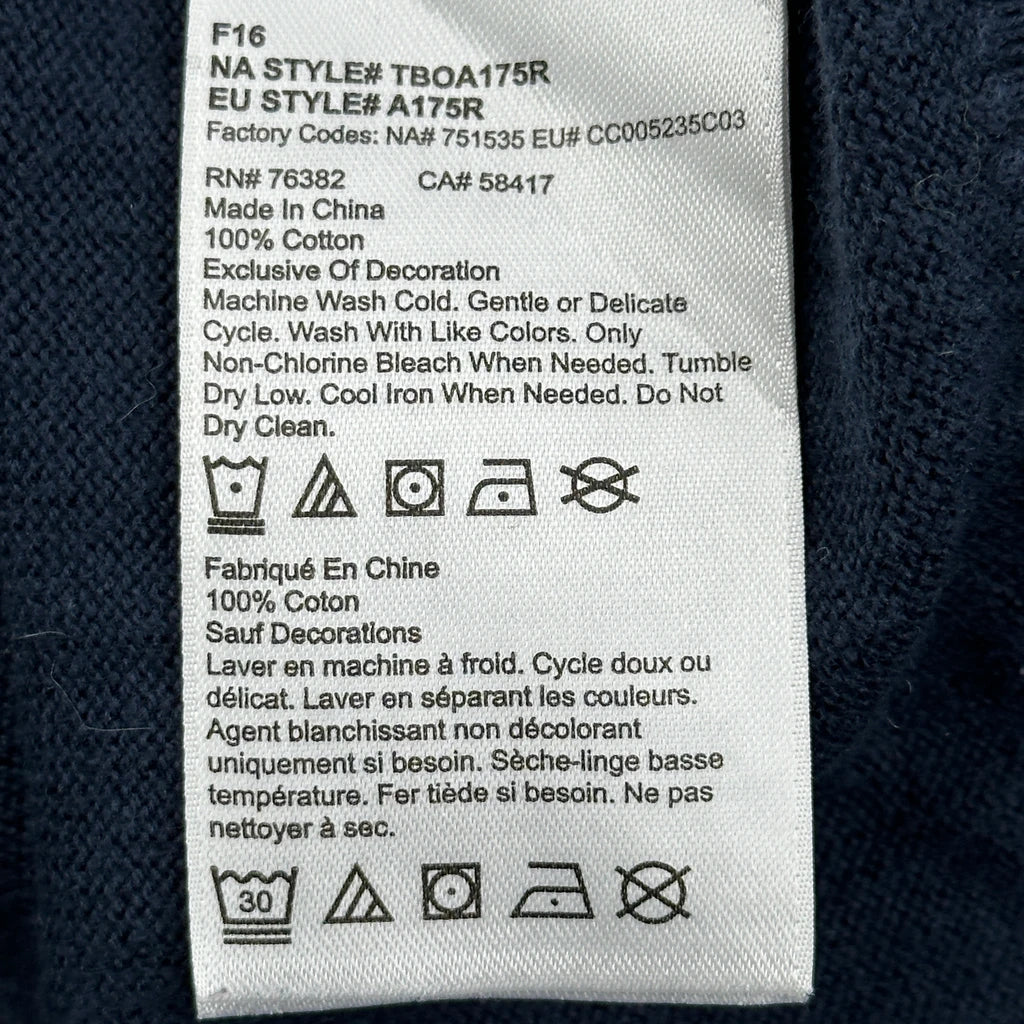 F16
NA STYLE# TBOA175R
EU STYLE# A175R
Factory Codes: NA# 751535 EU# CC005235C03
RN# 76382 CA# 58417
Made In China
100% Cotton
Exclusive Of Decoration
Machine Wash Cold. Gentle or Delicate
Cycle. Wash With Like Colors. Only
Non-Chlorine Bleach When Needed. Tumble
Dry Low. Cool Iron When Needed. Do Not
Dry Clean.
Fabriqué En Chine
100% Coton
Sauf Decorations
Laver en machine à froid. Cycle doux ou
délicat. Laver en séparant les couleurs.
Agent blanchissant non décolorant
uniquement si besoin. Sèche-linge basse
température. Fer tiède si besoin. Ne pas
nettoyer à sec.
30